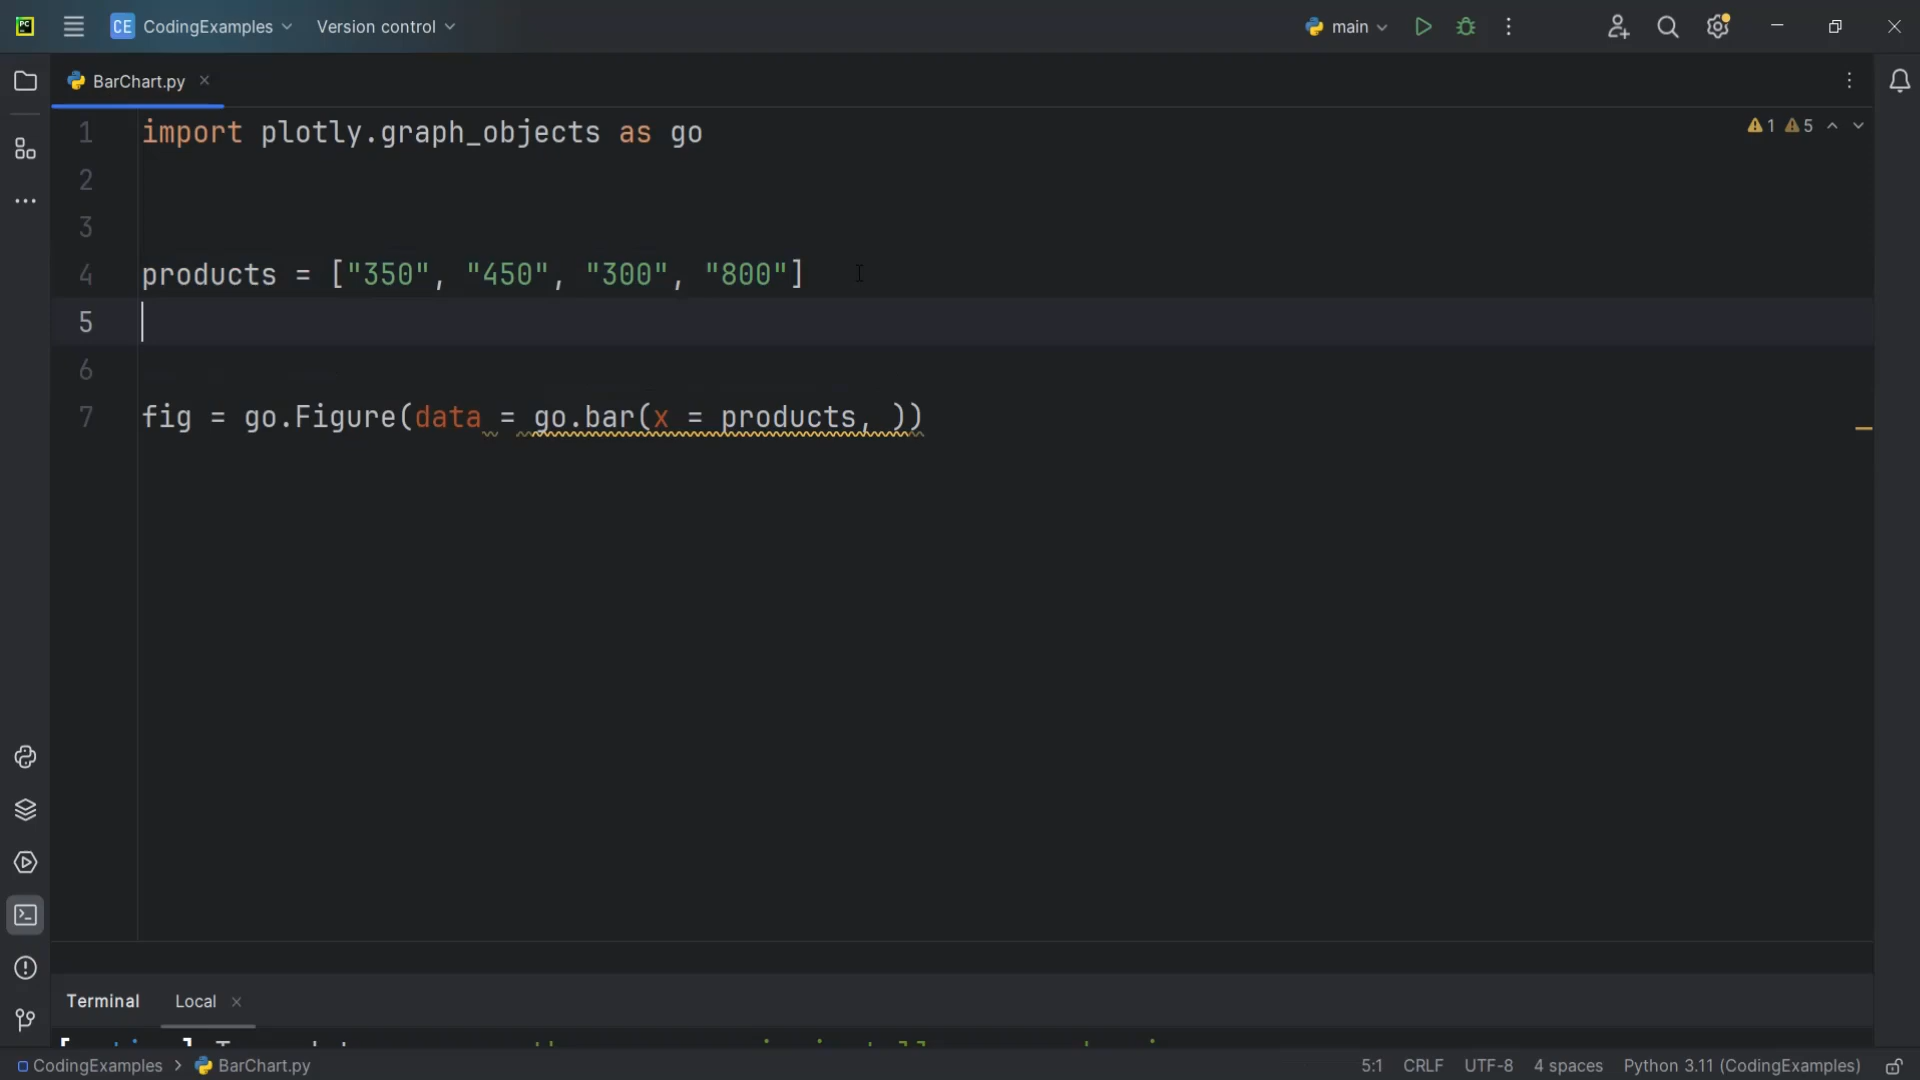 PC CE CodingExamples Version control main
BarChart.py
1 import plotly.graph_objects as go 1 5
2
3
4 products = ["350", "450", "300", "800"]
5
6
7 fig = go.Figure(data = go.bar(x = products, ))
Terminal Local
CodingExamples > BarChart.py 5:1 CRLF UTF-8 4 spaces Python 3.11 (CodingExamples)